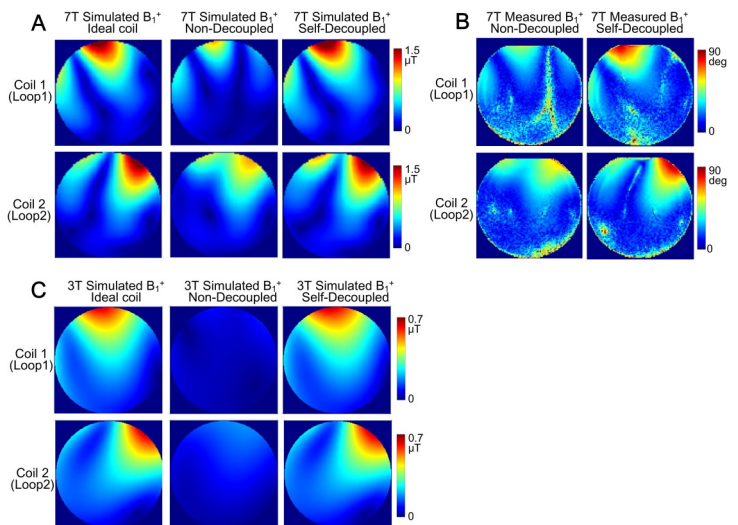 A
7T Simulated B₁⁺ 7T Simulated B₁⁺ 7T Simulated B₁⁺
Ideal coil Non-Decoupled Self-Decoupled
Coil 1
(Loop1)
1.5
µT
0
Coil 2
(Loop2)
1.5
µT
0
B
7T Measured B₁⁺ 7T Measured B₁⁺
Non-Decoupled Self-Decoupled
Coil 1
(Loop1)
90
deg
0
Coil 2
(Loop2)
90
deg
0
C
3T Simulated B₁⁺ 3T Simulated B₁⁺ 3T Simulated B₁⁺
Ideal coil Non-Decoupled Self-Decoupled
Coil 1
(Loop1)
0.7
µT
0
Coil 2
(Loop2)
0.7
µT
0